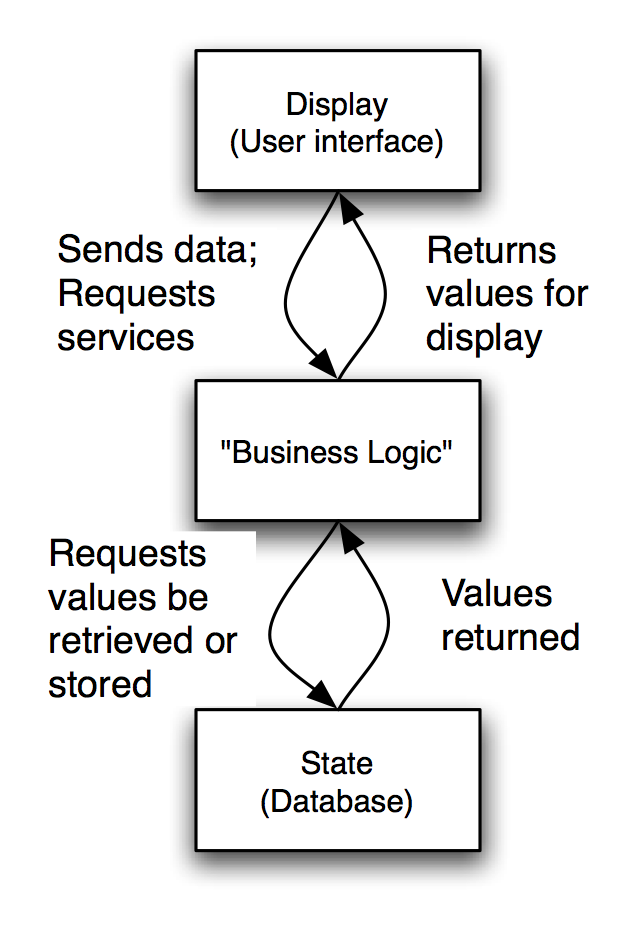 Display
(User interface)
Sends data;
Requests
services
Returns
values for
display
"Business Logic"
Requests
values be
retrieved or
stored
Values
returned
State
(Database)